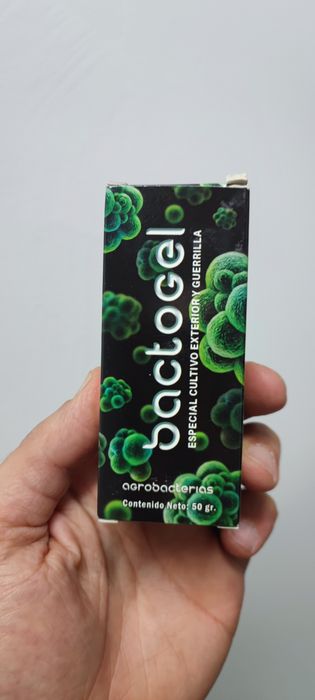 bactogel
ESPECIAL CULTIVO EXTERIOR Y GUERRILLA
agrobacterias
Contenido Neto: 50 gr.